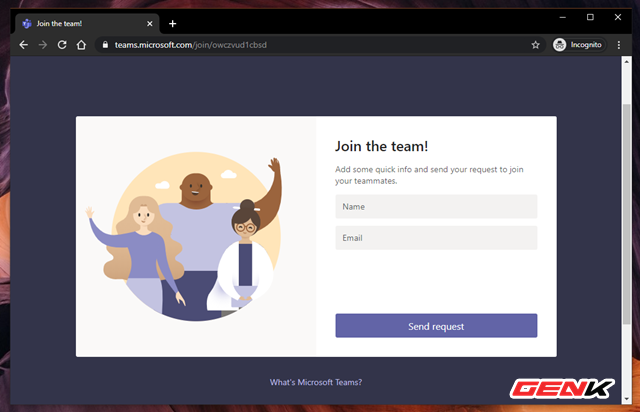 Join the team!
teams.microsoft.com/join/owczvud1cbsd
Incognito
Join the team!
Add some quick info and send your request to join
your teammates.
Name
Email
Send request
What's Microsoft Teams?
GENK